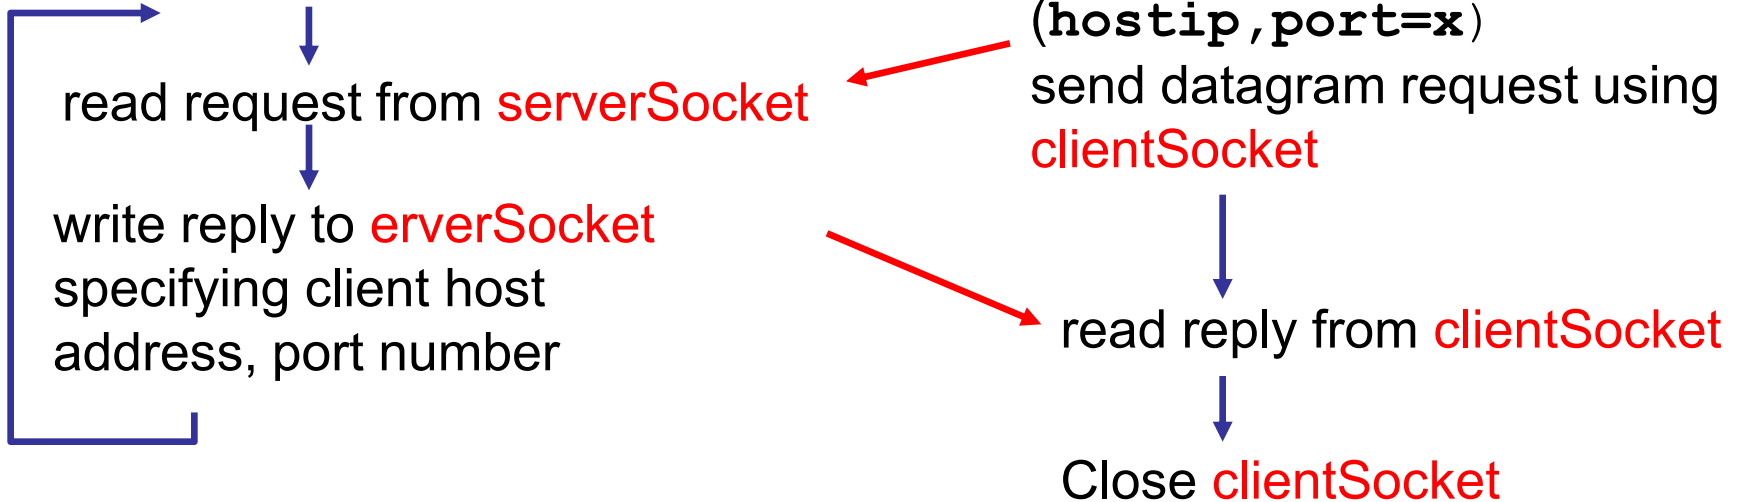 read request from serverSocket
write reply to erverSocket
specifying client host
address, port number
(hostip,port=x)
send datagram request using
clientSocket
read reply from clientSocket
Close clientSocket